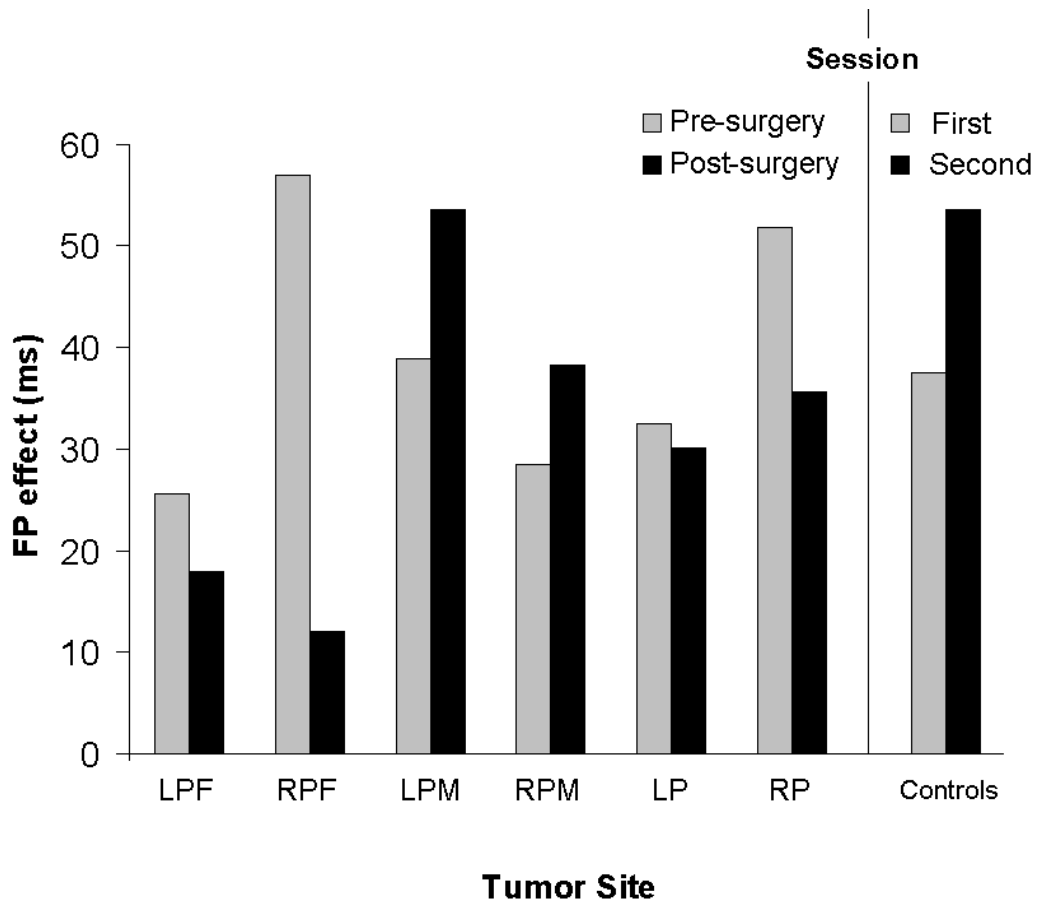 Session
Pre-surgery
Post-surgery
First
Second
60
50
40
30
20
10
0
FP effect (ms)
LPF RPF LPM RPM LP RP Controls
Tumor Site